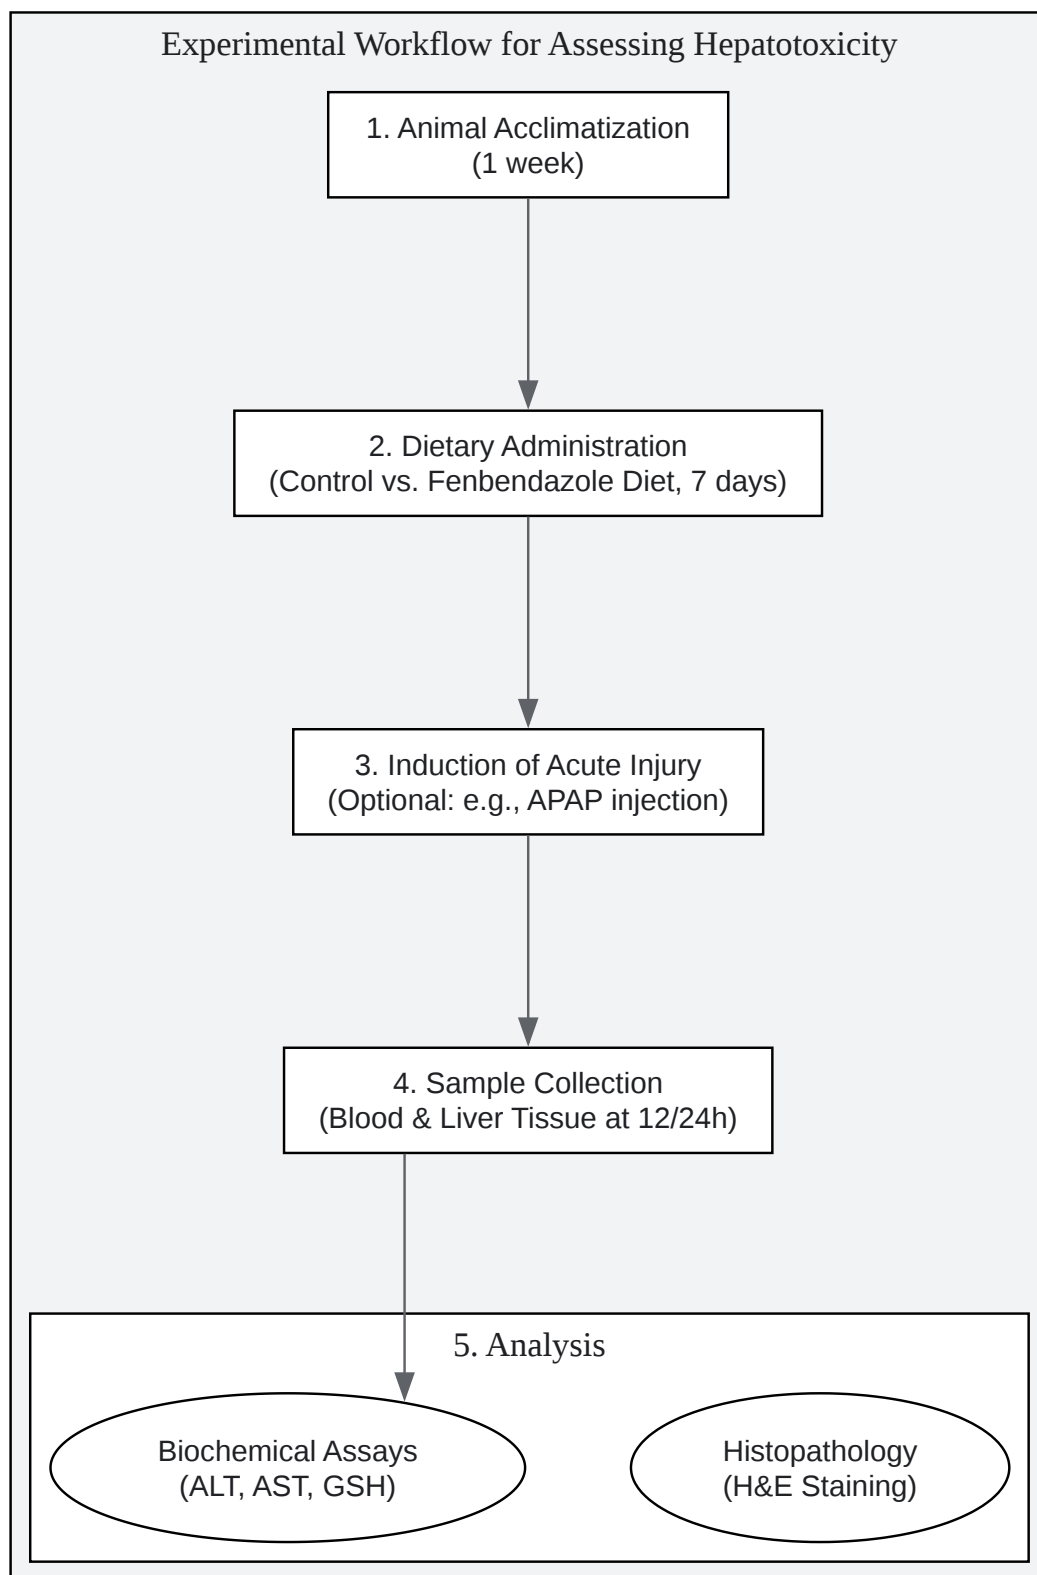 Experimental Workflow for Assessing Hepatotoxicity
1. Animal Acclimatization
(1 week)
2. Dietary Administration
(Control vs. Fenbendazole Diet, 7 days)
3. Induction of Acute Injury
(Optional: e.g., APAP injection)
4. Sample Collection
(Blood & Liver Tissue at 12/24h)
5. Analysis
Biochemical Assays
(ALT, AST, GSH)
Histopathology
(H&E Staining)